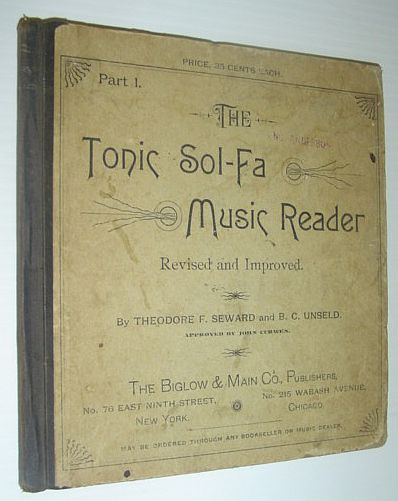 PRICE, 35 CENTS EACH.
Part I.
THE
TONIC SOL-FA
MUSIC READER
Revised and Improved.
By THEODORE F. SEWARD and B. C. UNSELD.
APPROVED BY JOHN CURWEN.
THE BIGLOW & MAIN CO., PUBLISHERS,
No. 76 EAST NINTH STREET,
NEW YORK.
No. 215 WABASH AVENUE,
CHICAGO.
MAY BE ORDERED THROUGH ANY BOOKSELLER OR MUSIC DEALER.